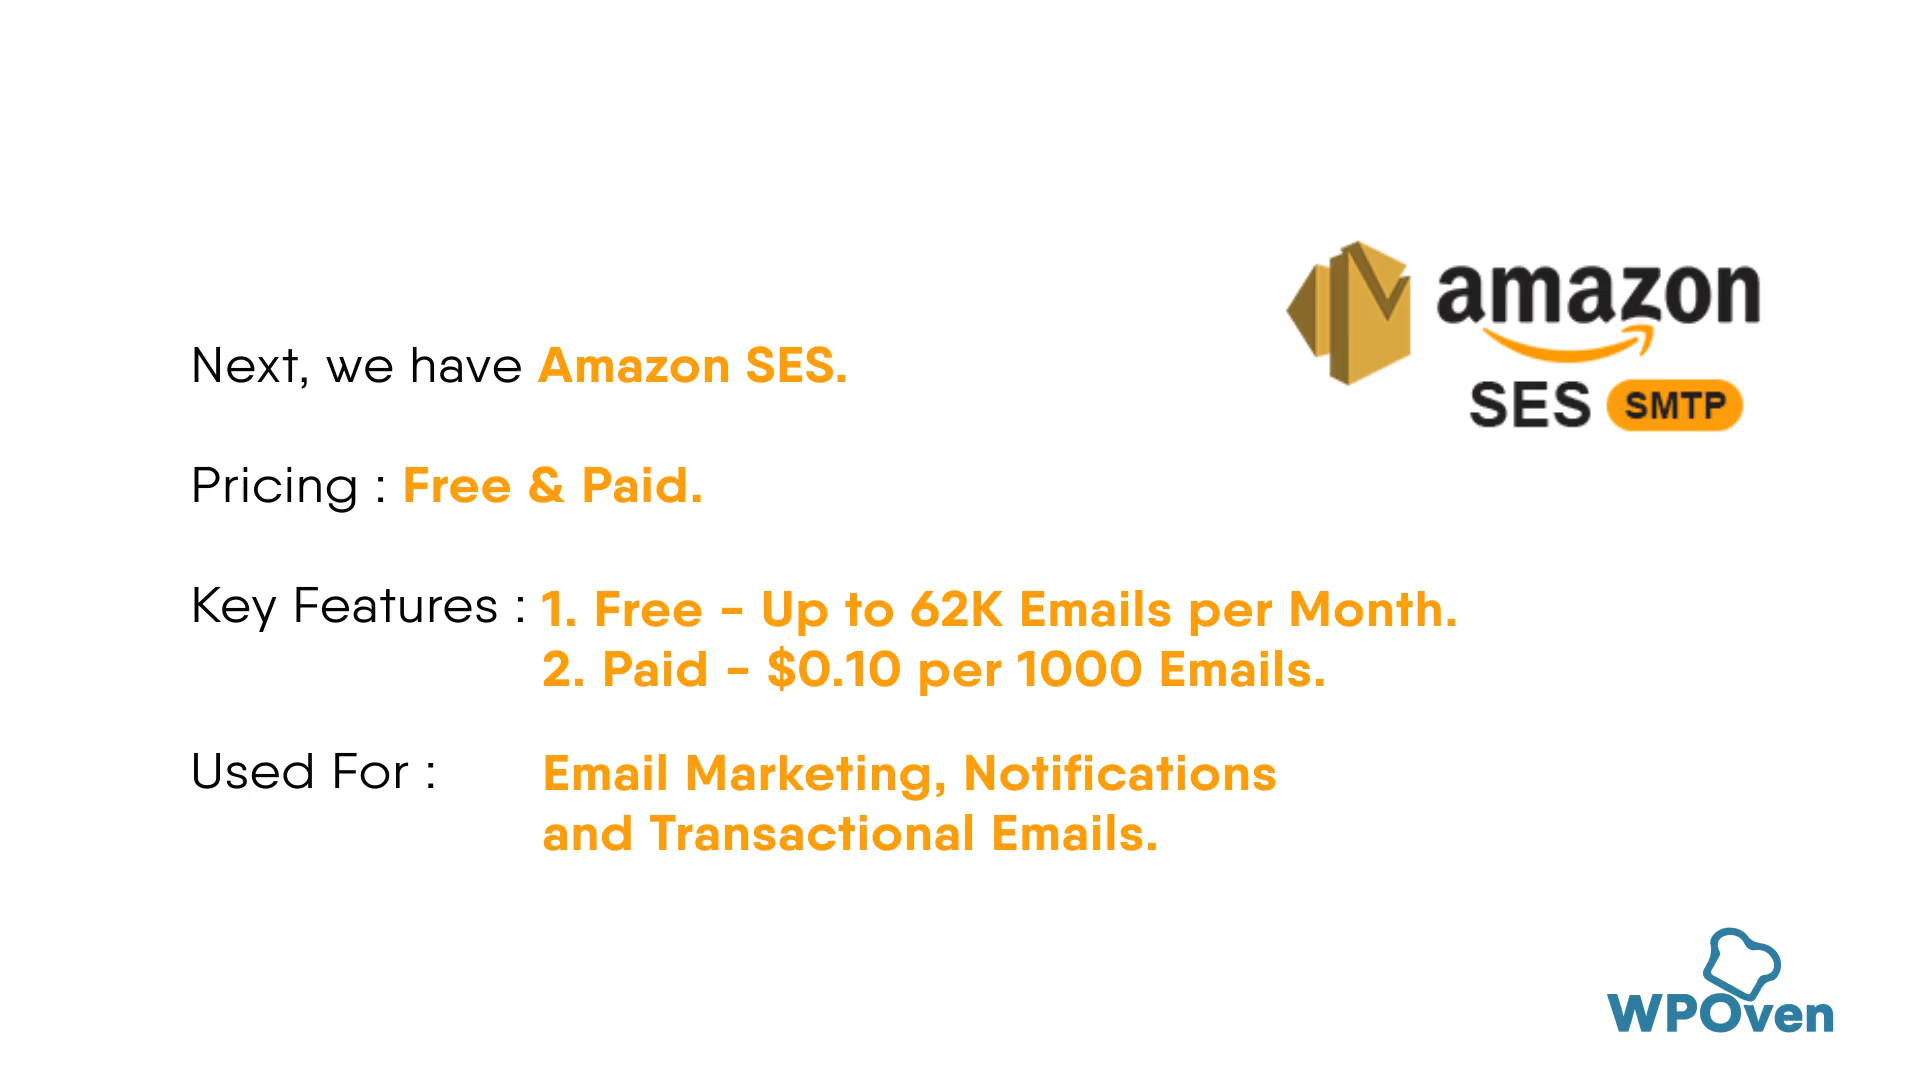 amazon
SES SMTP
Next, we have Amazon SES.
Pricing : Free & Paid.
Key Features : 1. Free - Up to 62K Emails per Month.
2. Paid - $0.10 per 1000 Emails.
Used For : Email Marketing, Notifications
and Transactional Emails.
WPOven